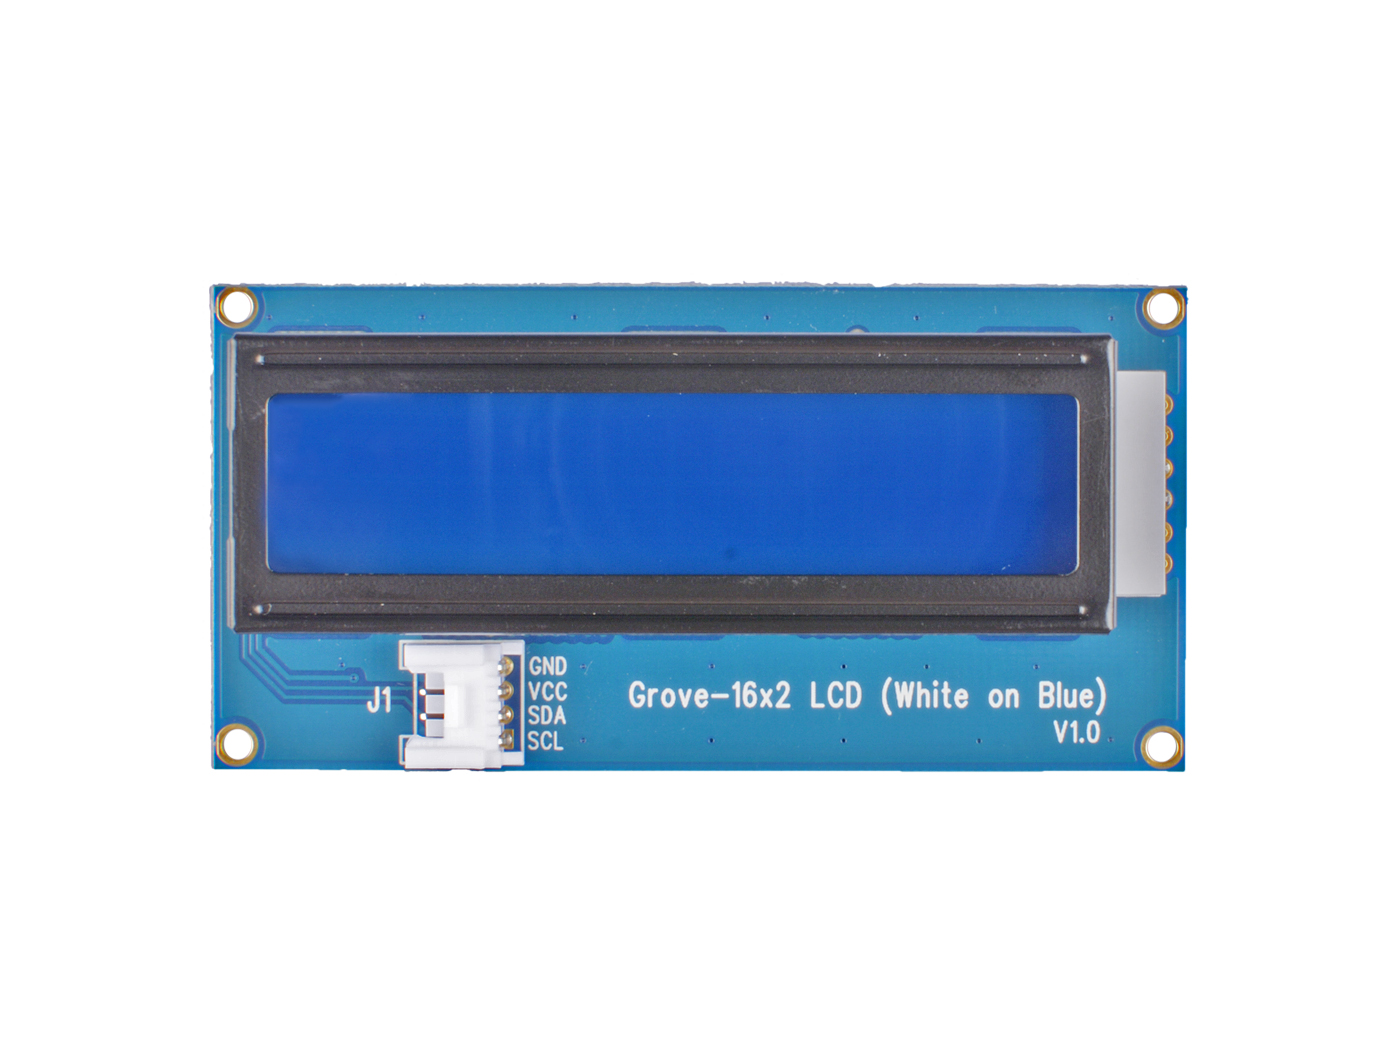 GND
VCC
J1
SDA
SCL
Grove-16x2 LCD (White on Blue)
V1.0